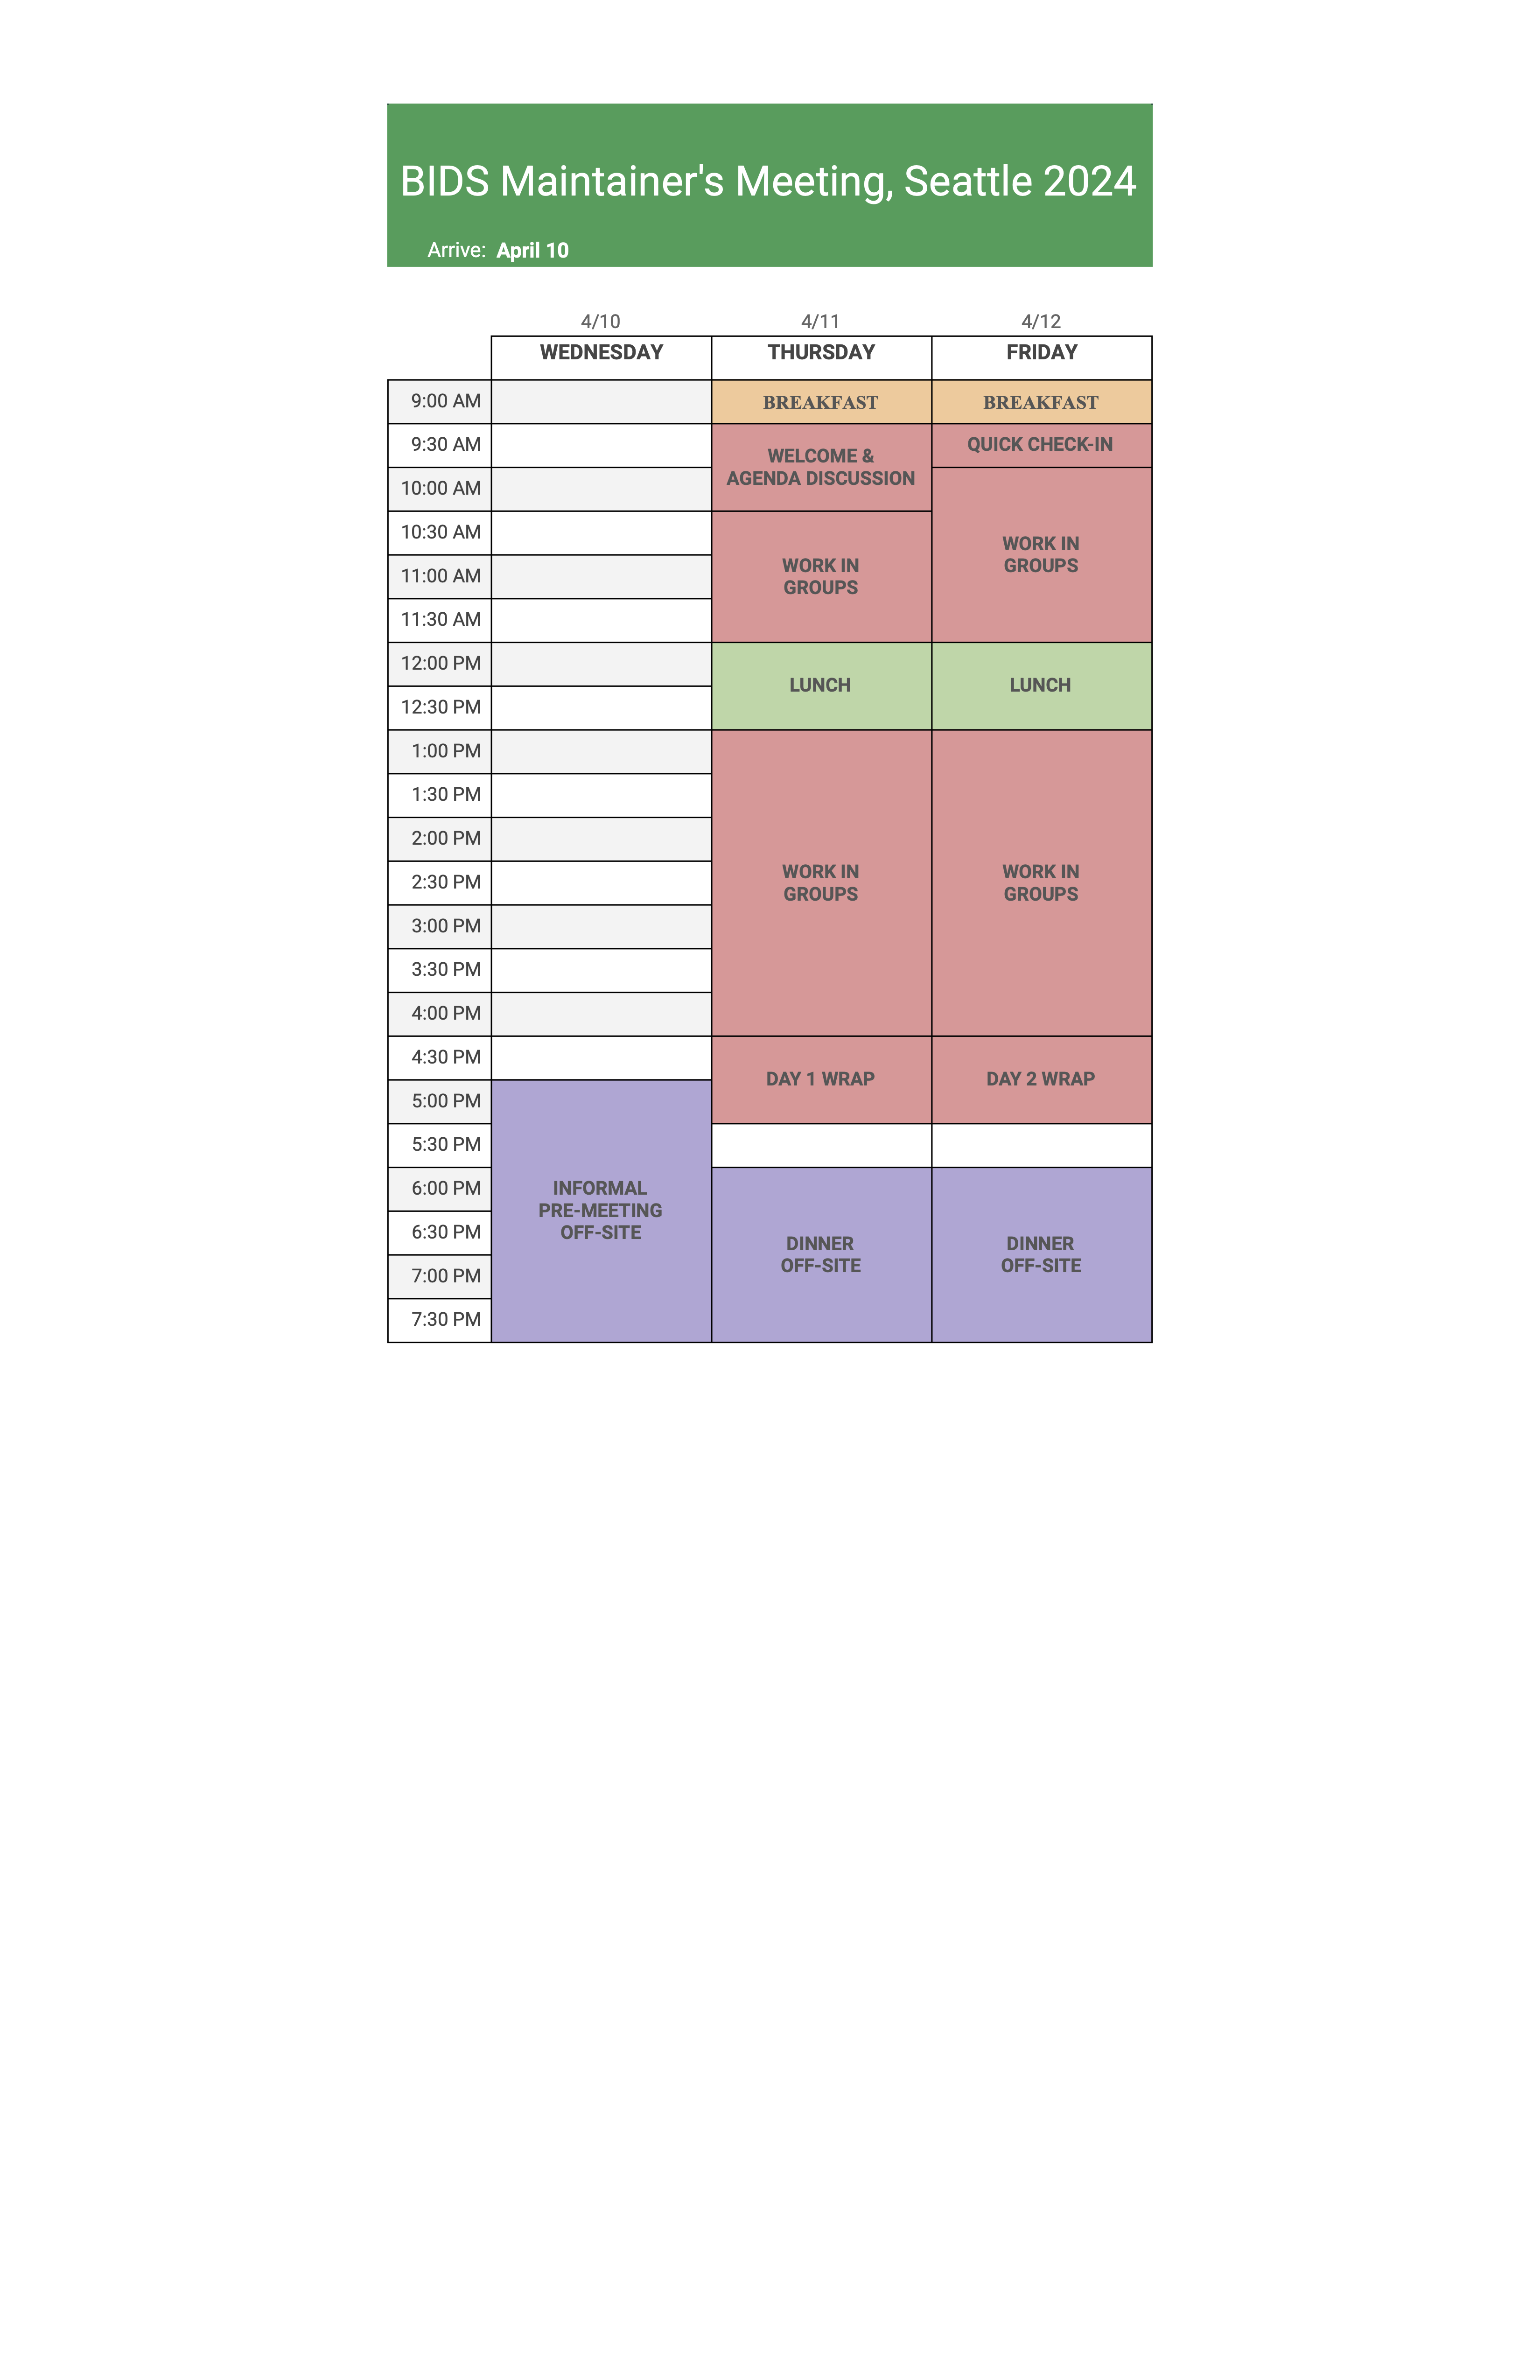 BIDS Maintainer's Meeting, Seattle 2024
Arrive: April 10
4/10 4/11 4/12
WEDNESDAY THURSDAY FRIDAY
9:00 AM BREAKFAST BREAKFAST
9:30 AM QUICK CHECK-IN
WELCOME &
AGENDA DISCUSSION
10:00 AM
10:30 AM
WORK IN
GROUPS
WORK IN
GROUPS
11:00 AM
11:30 AM
12:00 PM
LUNCH LUNCH
12:30 PM
1:00 PM
1:30 PM
2:00 PM
2:30 PM
WORK IN WORK IN
GROUPS GROUPS
3:00 PM
3:30 PM
4:00 PM
4:30 PM
DAY 1 WRAP DAY 2 WRAP
5:00 PM
5:30 PM
6:00 PM
INFORMAL
PRE-MEETING
OFF-SITE
6:30 PM
DINNER DINNER
OFF-SITE OFF-SITE
7:00 PM
7:30 PM